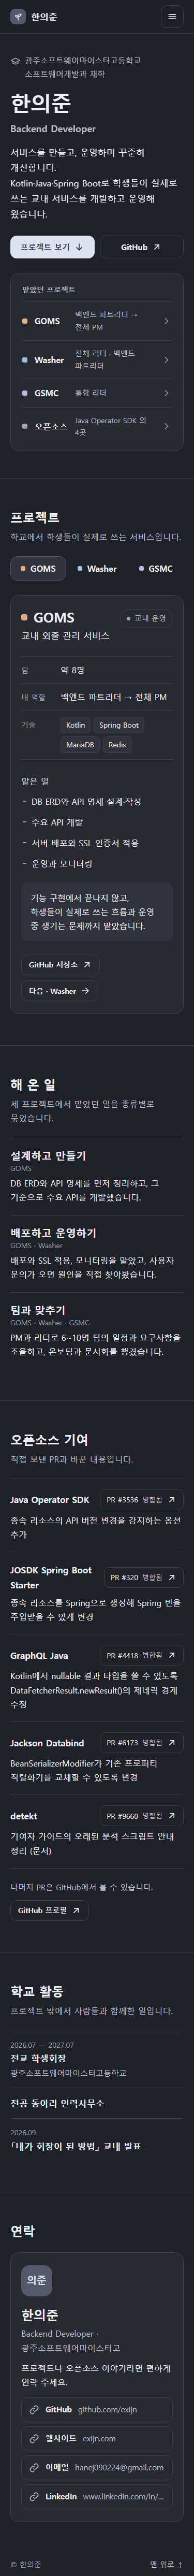 한의준
광주소프트웨어마이스터고등학교
소프트웨어개발과 재학
한의준
Backend Developer
서비스를 만들고, 운영하며 꾸준히
개선합니다.
Kotlin·Java·Spring Boot로 학생들이 실제로
쓰는 교내 서비스를 개발하고 운영해
왔습니다.
프로젝트 보기 ↓
GitHub ↗
맡았던 프로젝트
GOMS 백엔드 파트리더 →
전체 PM
Washer 전체 리더 · 백엔드
파트리더
GSMC 통합 리더
오픈소스 Java Operator SDK 외
4곳
프로젝트
학교에서 학생들이 실제로 쓰는 서비스입니다.
GOMS
Washer
GSMC
GOMS
교내 운영
교내 외출 관리 서비스
팀 약 8명
내 역할 백엔드 파트리더 → 전체 PM
기술 Kotlin Spring Boot
MariaDB Redis
맡은 일
- DB ERD와 API 명세 설계·작성
- 주요 API 개발
- 서버 배포와 SSL 인증서 적용
- 운영과 모니터링
기능 구현에서 끝나지 않고,
학생들이 실제로 쓰는 흐름과 운영
중 생기는 문제까지 맡았습니다.
GitHub 저장소 ↗
다음 · Washer →
해 온 일
세 프로젝트에서 맡았던 일을 종류별로
묶었습니다.
설계하고 만들기
GOMS
DB ERD와 API 명세를 먼저 정리하고, 그
기준으로 주요 API를 개발했습니다.
배포하고 운영하기
GOMS · Washer
배포와 SSL 적용, 모니터링을 맡았고, 사용자
문의가 오면 원인을 직접 찾아봤습니다.
팀과 맞추기
GOMS · Washer · GSMC
PM과 리더로 6~10명 팀의 일정과 요구사항을
조율하고, 온보딩과 문서화를 챙겼습니다.
오픈소스 기여
직접 보낸 PR과 바꾼 내용입니다.
Java Operator SDK
PR #3536 병합됨 ↗
종속 리소스의 API 버전 변경을 감지하는 옵션
추가
JOSDK Spring Boot
Starter
PR #320 병합됨 ↗
종속 리소스를 Spring으로 생성해 Spring 빈을
주입받을 수 있게 변경
GraphQL Java
PR #4418 병합됨 ↗
Kotlin에서 nullable 결과 타입을 쓸 수 있도록
DataFetcherResult.newResult()의 제네릭 경계
수정
Jackson Databind
PR #6173 병합됨 ↗
BeanSerializerModifier가 기존 프로퍼티
직렬화기를 교체할 수 있도록 변경
detekt
PR #9660 병합됨 ↗
기여자 가이드의 오래된 분석 스크립트 안내
정리 (문서)
나머지 PR은 GitHub에서 볼 수 있습니다.
GitHub 프로필 ↗
학교 활동
프로젝트 밖에서 사람들과 함께한 일입니다.
2026.07 — 2027.07
전교 학생회장
광주소프트웨어마이스터고등학교
전공 동아리 인력사무소
2026.09
「내가 회장이 된 방법」 교내 발표
연락
의준
한의준
Backend Developer ·
광주소프트웨어마이스터고
프로젝트나 오픈소스 이야기라면 편하게
연락 주세요.
GitHub github.com/exijn
웹사이트 exijn.com
이메일 hanej090224@gmail.com
LinkedIn www.linkedin.com/in/...
© 한의준
맨 위로 ↑